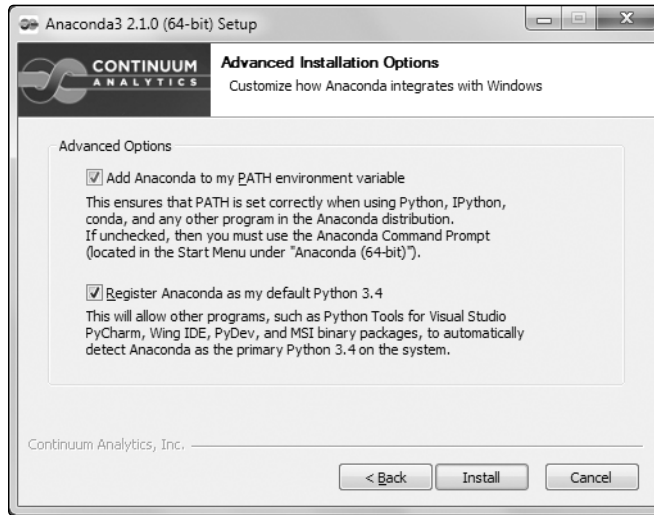 Anaconda3 2.1.0 (64-bit) Setup
CONTINUUM
ANALYTICS
Advanced Installation Options
Customize how Anaconda integrates with Windows
Advanced Options
Add Anaconda to my PATH environment variable
This ensures that PATH is set correctly when using Python, IPython,
conda, and any other program in the Anaconda distribution.
If unchecked, then you must use the Anaconda Command Prompt
(located in the Start Menu under "Anaconda (64-bit)").
Register Anaconda as my default Python 3.4
This will allow other programs, such as Python Tools for Visual Studio
PyCharm, Wing IDE, PyDev, and MSI binary packages, to automatically
detect Anaconda as the primary Python 3.4 on the system.
Continuum Analytics, Inc.
< Back Install Cancel